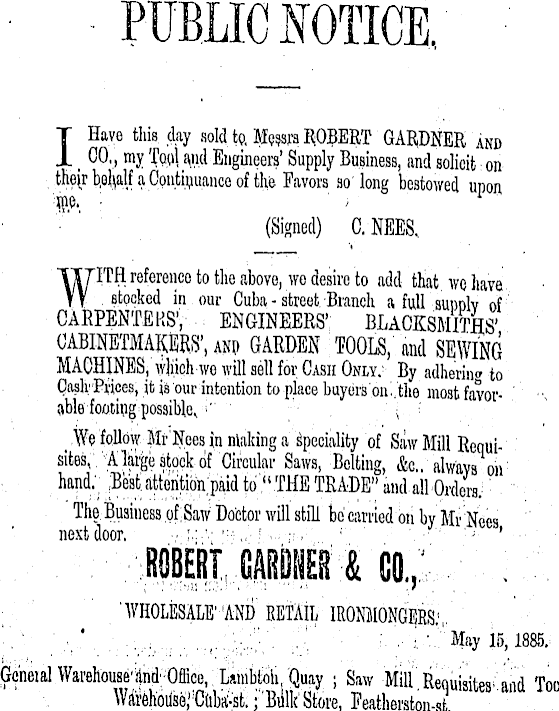 PUBLIC NOTICE.
I Have this day sold to Messrs ROBERT GARDNER AND
CO., my Tool and Engineers' Supply Business, and solicit on
their behalf a Continuance of the Favors so long bestowed upon
me.
(Signed) C. NEES.
WITH reference to the above, we desire to add that we have
stocked in our Cuba-street Branch a full supply of
CARPENTERS', ENGINEERS' BLACKSMITHS',
CABINETMAKERS', AND GARDEN TOOLS, and SEWING
MACHINES, which we will sell for CASH ONLY. By adhering to
Cash Prices, it is our intention to place buyers on the most favor-
able footing possible.
We follow Mr Nees in making a speciality of Saw Mill Requi-
sites. A large stock of Circular Saws, Belting, &c.. always on
hand. Best attention paid to "THE TRADE" and all Orders.
The Business of Saw Doctor will still be carried on by Mr Nees,
next door.
ROBERT GARDNER & CO.,
WHOLESALE AND RETAIL IRONMONGERS.
May 15, 1885.
General Warehouse and Office, Lambton Quay ; Saw Mill Requisites and Too
Warehouse, Cuba-st. ; Bulk Store, Featherston-st.